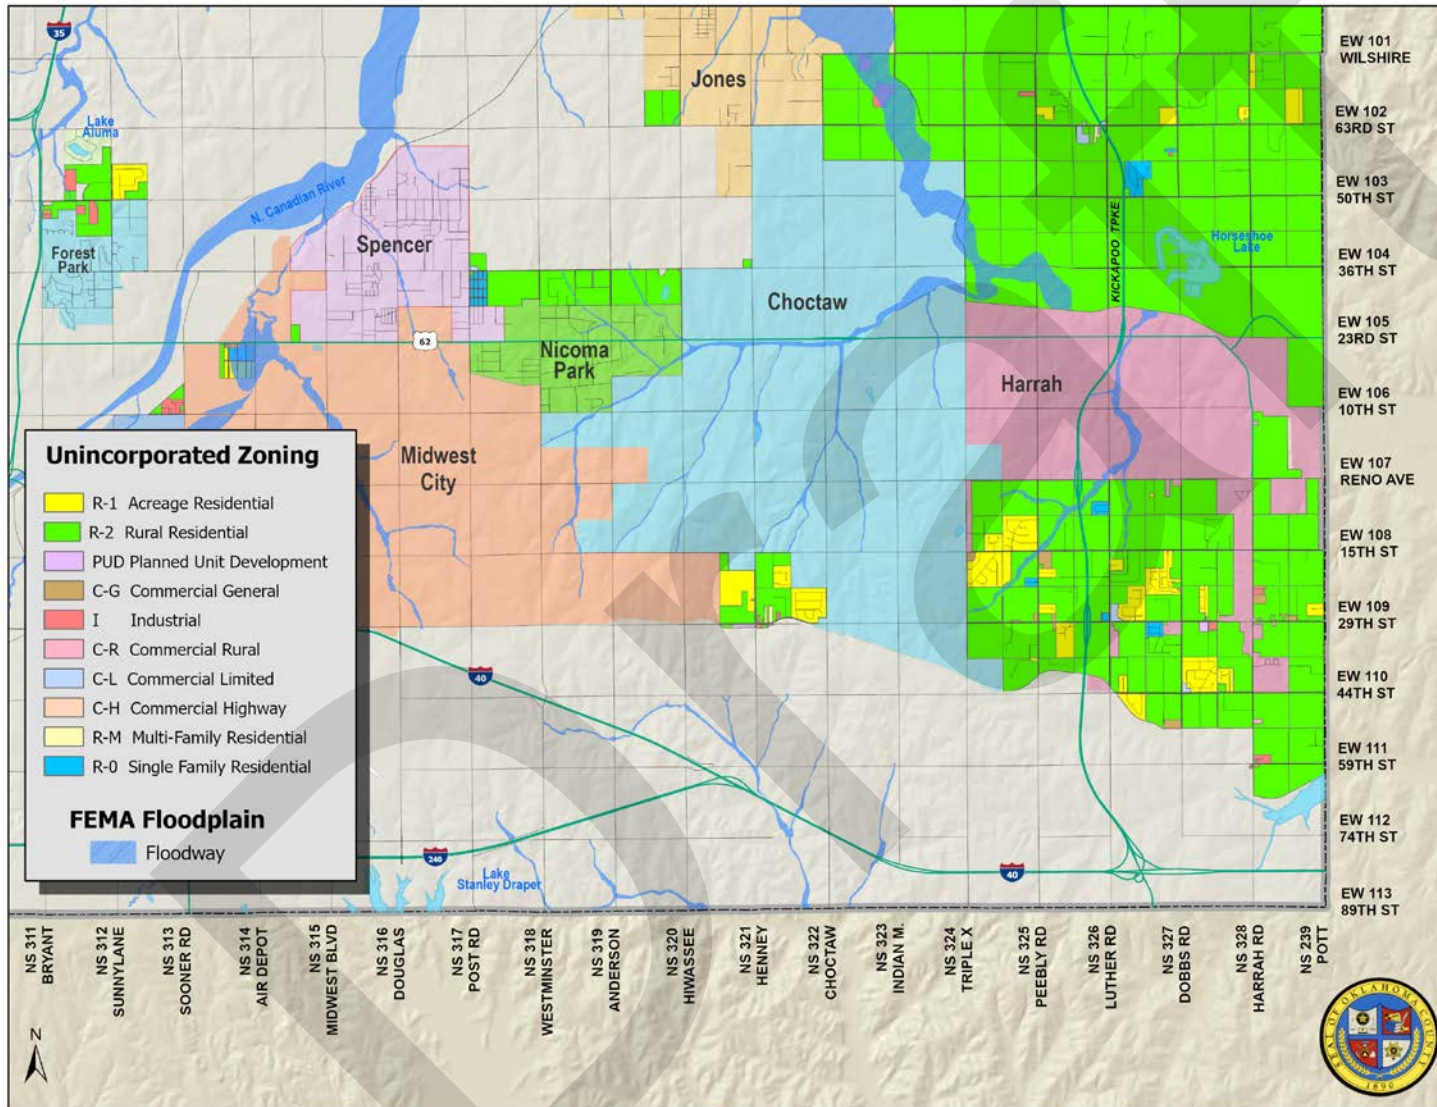 35
Jones
EW 101
WILSHIRE
Lake
Aluma
EW 102
63RD ST
N. Canadian River
EW 103
50TH ST
KICKAPOO TPKE
Forest
Park
Spencer
Horseshoe
Lake
EW 104
36TH ST
Choctaw
EW 105
23RD ST
62
Nicoma
Park
Harrah
EW 106
10TH ST
Midwest
City
EW 107
RENO AVE
EW 108
15TH ST
EW 109
29TH ST
40
EW 110
44TH ST
EW 111
59TH ST
EW 112
74TH ST
240
Lake
Stanley Draper
40
EW 113
89TH ST
Unincorporated Zoning
R-1 Acreage Residential
R-2 Rural Residential
PUD Planned Unit Development
C-G Commercial General
I Industrial
C-R Commercial Rural
C-L Commercial Limited
C-H Commercial Highway
R-M Multi-Family Residential
R-0 Single Family Residential
FEMA Floodplain
Floodway
NS 311
BRYANT
NS 312
SUNNYLANE
NS 313
SOONER RD
NS 314
AIR DEPOT
NS 315
MIDWEST BLVD
NS 316
DOUGLAS
NS 317
POST RD
NS 318
WESTMINSTER
NS 319
ANDERSON
NS 320
HIWASSEE
NS 321
HENNEY
NS 322
CHOCTAW
NS 323
INDIAN M.
NS 324
TRIPLE X
NS 325
PEEBLY RD
NS 326
LUTHER RD
NS 327
DOBBS RD
NS 328
HARRAH RD
NS 239
POTT
N
SEAL OF OKLAHOMA COUNTY
1890